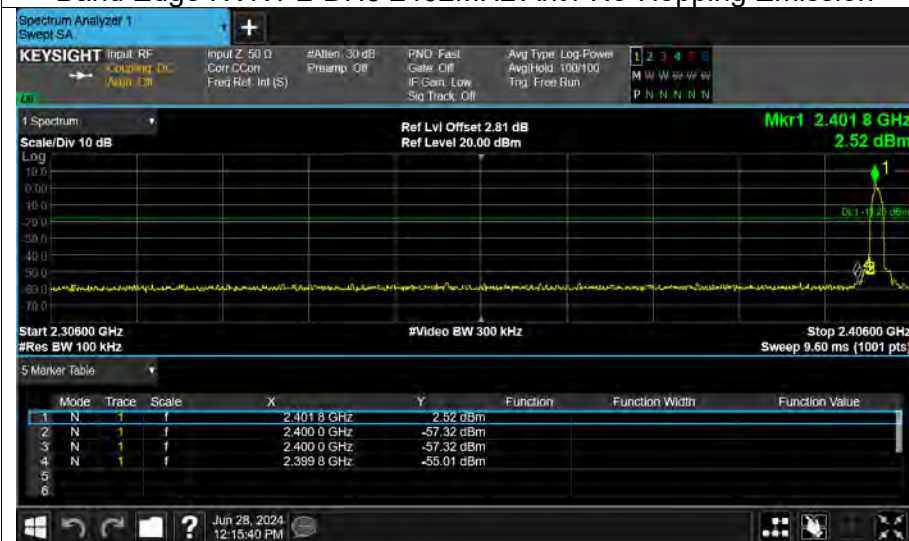 Spectrum Analyzer 1
Swept SA
+
KEYSIGHT Input: RF Input Z: 50 Ω #Atten: 30 dB PNO: Fast Avg Type: Log-Power 1 2 3 4 5 6
Coupling: DC Corr CCorr Preamp: Off Gate: Off Avg|Hold: 100/100 M W W W W W
Align: Off Freq Ref: Int (S) IF Gain: Low Trig: Free Run
Sig Track: Off P N N N N N
1 Spectrum Ref Lvl Offset 2.81 dB Mkr1 2.401 8 GHz
Scale/Div 10 dB Ref Level 20.00 dBm 2.52 dBm
Log
10.0
0.00
1
Start 2.30600 GHz #Video BW 300 kHz Stop 2.40600 GHz
#Res BW 100 kHz Sweep 9.60 ms (1001 pts)
5 Marker Table
Mode Trace Scale X Y Function Function Width Function Value
1 N 1 f 2.401 8 GHz 2.52 dBm
2 N 1 f 2.400 0 GHz -57.32 dBm
3 N 1 f 2.400 0 GHz -57.32 dBm
4 N 1 f 2.399 8 GHz -55.01 dBm
5
6
? Jun 28, 2024
12:15:40 PM